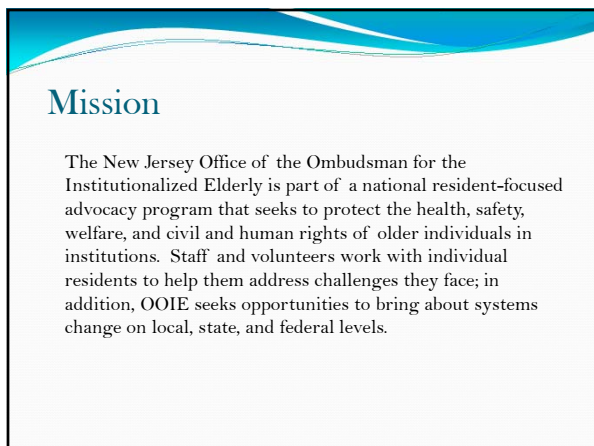 Mission
The New Jersey Office of the Ombudsman for the
Institutionalized Elderly is part of a national resident-focused
advocacy program that seeks to protect the health, safety,
welfare, and civil and human rights of older individuals in
institutions. Staff and volunteers work with individual
residents to help them address challenges they face; in
addition, OOIE seeks opportunities to bring about systems
change on local, state, and federal levels.